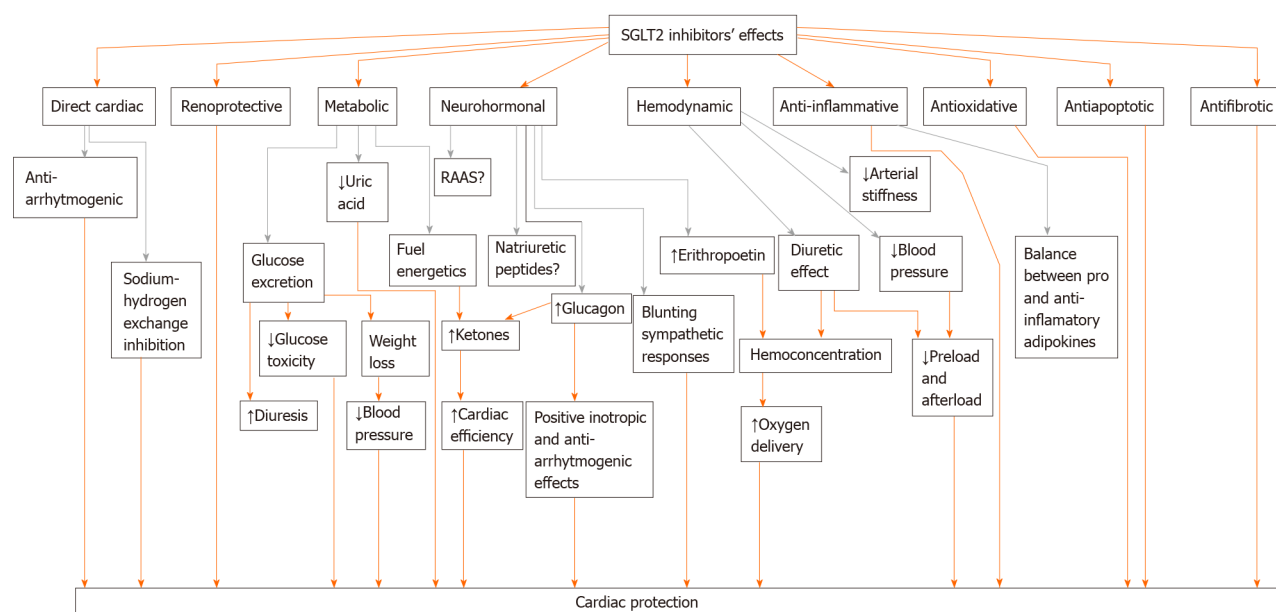 SGLT2 inhibitors' effects
Direct cardiac
Renoprotective
Metabolic
Neurohormonal
Hemodynamic
Anti-inflammative
Antioxidative
Antiapoptotic
Antifibrotic
Anti-
arrhytmogenic
↓Uric
acid
RAAS?
↓Arterial
stiffness
Sodium-
hydrogen
exchange
inhibition
Glucose
excretion
Fuel
energetics
Natriuretic
peptides?
↑Erithropoetin
Diuretic
effect
↓Blood
pressure
Balance
between pro
and anti-
inflamatory
adipokines
↓Glucose
toxicity
Weight
loss
↑Ketones
↑Glucagon
Blunting
sympathetic
responses
Hemoconcentration
↓Preload
and
afterload
↑Diuresis
↓Blood
pressure
↑Cardiac
efficiency
Positive inotropic
and anti-
arrhytmogenic
effects
↑Oxygen
delivery
Cardiac protection